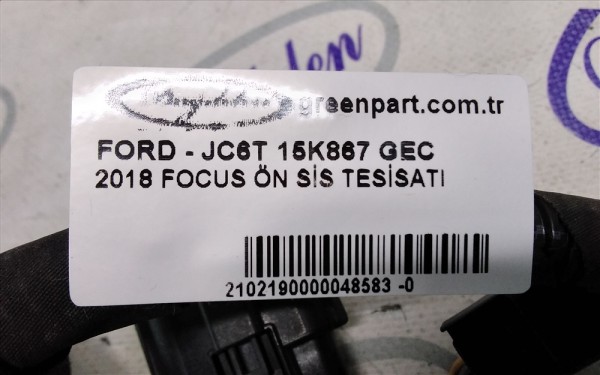 greenpart.com.tr
FORD - JC6T 15K867 GEC
2018 FOCUS ÖN SİS TESİSATI
2102190000048583 -0